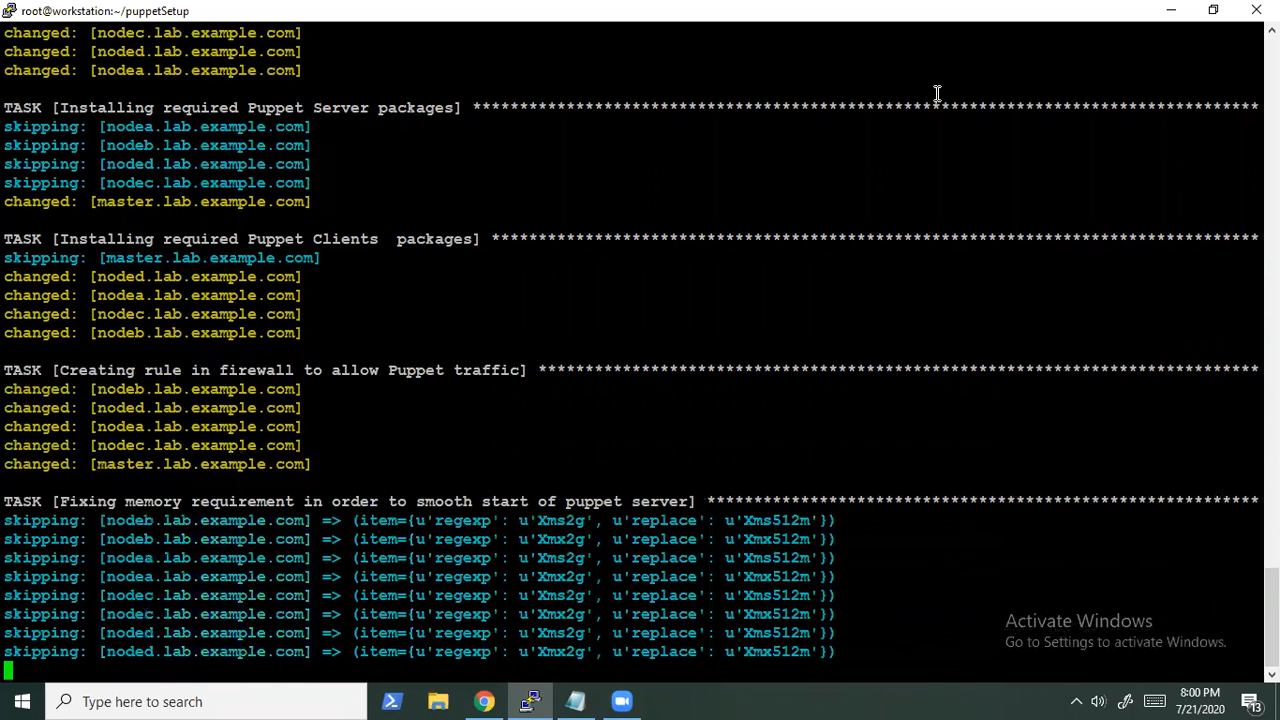 root@workstation:~/puppetSetup
changed: [nodec.lab.example.com]
changed: [noded.lab.example.com]
changed: [nodea.lab.example.com]
TASK [Installing required Puppet Server packages] ************************************************************************************
skipping: [nodea.lab.example.com]
skipping: [nodeb.lab.example.com]
skipping: [noded.lab.example.com]
skipping: [nodec.lab.example.com]
changed: [master.lab.example.com]
TASK [Installing required Puppet Clients  packages] **********************************************************************************
skipping: [master.lab.example.com]
changed: [noded.lab.example.com]
changed: [nodea.lab.example.com]
changed: [nodec.lab.example.com]
changed: [nodeb.lab.example.com]
TASK [Creating rule in firewall to allow Puppet traffic] *****************************************************************************
changed: [nodeb.lab.example.com]
changed: [noded.lab.example.com]
changed: [nodea.lab.example.com]
changed: [nodec.lab.example.com]
changed: [master.lab.example.com]
TASK [Fixing memory requirement in order to smooth start of puppet server] ***********************************************************
skipping: [nodeb.lab.example.com] => (item={u'regexp': u'Xms2g', u'replace': u'Xms512m'})
skipping: [nodeb.lab.example.com] => (item={u'regexp': u'Xmx2g', u'replace': u'Xmx512m'})
skipping: [nodea.lab.example.com] => (item={u'regexp': u'Xms2g', u'replace': u'Xms512m'})
skipping: [nodea.lab.example.com] => (item={u'regexp': u'Xmx2g', u'replace': u'Xmx512m'})
skipping: [nodec.lab.example.com] => (item={u'regexp': u'Xms2g', u'replace': u'Xms512m'})
skipping: [nodec.lab.example.com] => (item={u'regexp': u'Xmx2g', u'replace': u'Xmx512m'})
skipping: [noded.lab.example.com] => (item={u'regexp': u'Xms2g', u'replace': u'Xms512m'})
skipping: [noded.lab.example.com] => (item={u'regexp': u'Xmx2g', u'replace': u'Xmx512m'})
Activate Windows
Go to Settings to activate Windows.
Type here to search
8:00 PM
7/21/2020
13